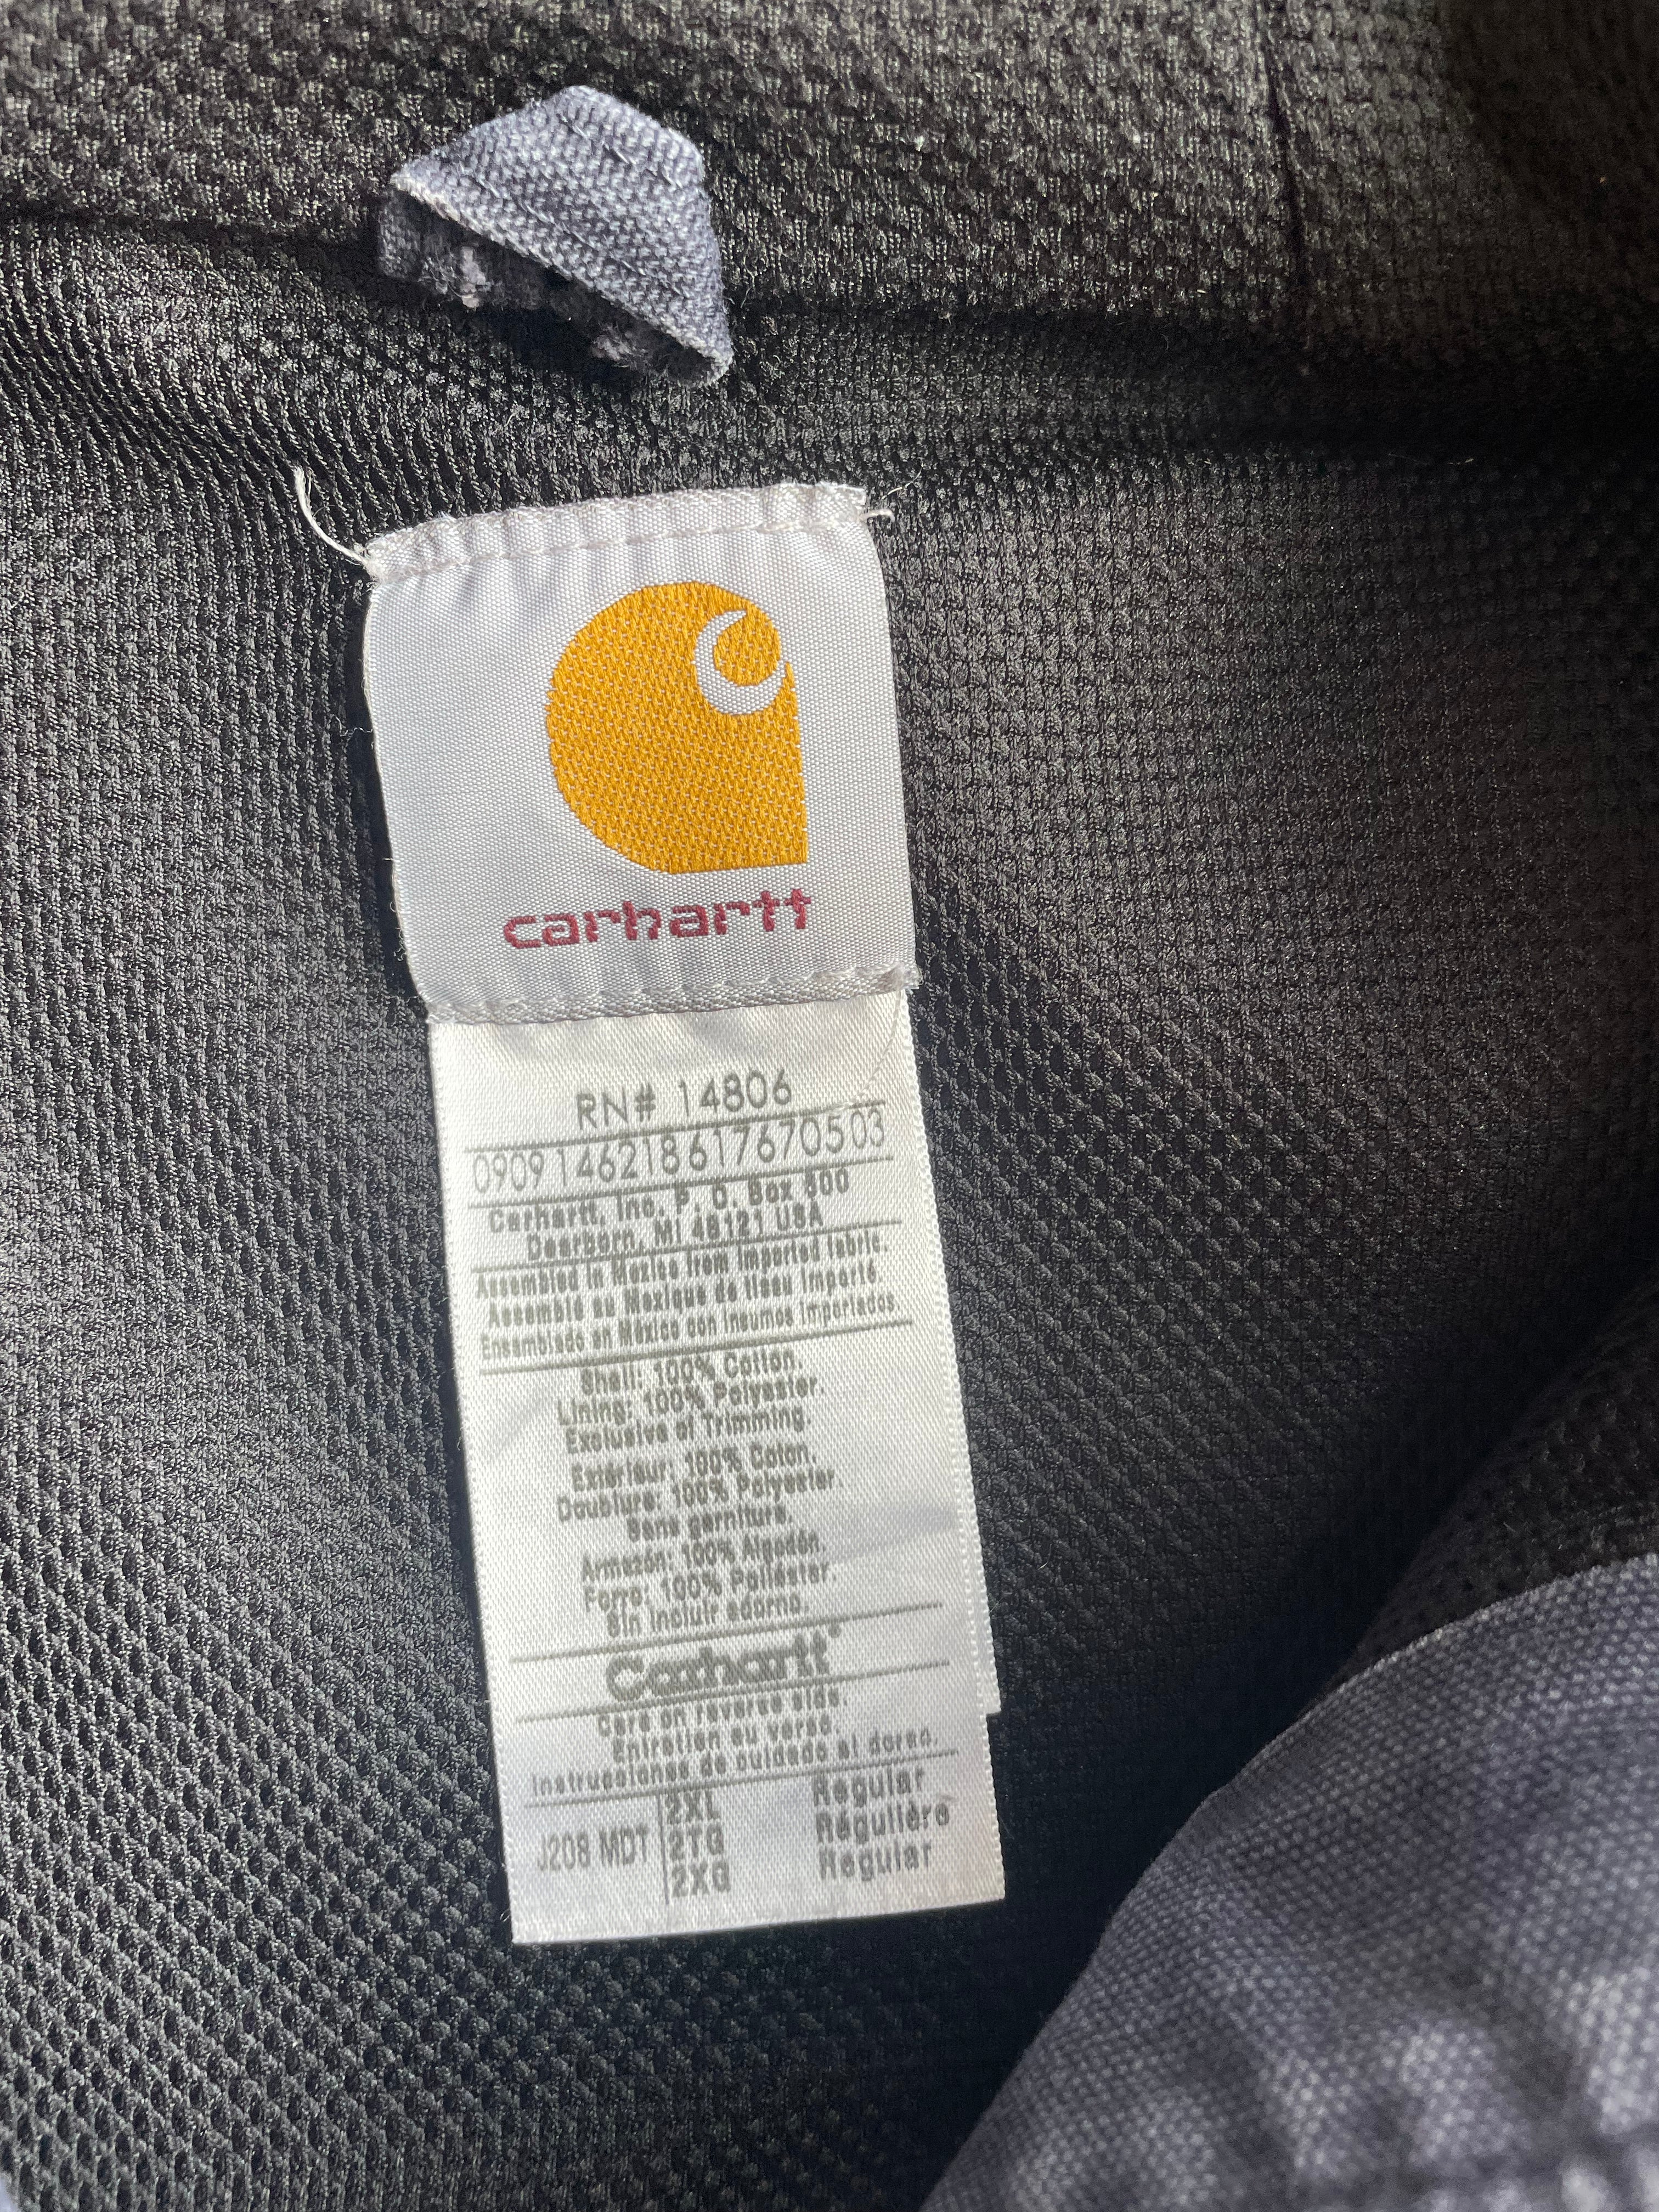 carhartt
RN# 14806
09091462186176705 03
Carhartt, Inc. P. O. Box 600
Dearborn, MI 48121 USA
Assembled in Mexico from imported fabric.
Assemblé au Mexique de tissu importé.
Ensamblado en México con insumos importados.
Shell: 100% Cotton.
Lining: 100% Polyester.
Exclusive of Trimming.
Extérieur: 100% Coton.
Doublure: 100% Polyester
Sans garniture.
Armazón: 100% Algodón.
Forro: 100% Poliéster.
Sin incluir adorno.
Carhartt®
Care on reverse side.
Entretien au verso.
Instrucciones de cuidado al dorso.
2XL Regular
J208 MDT 2TG Régulière
2XG Regular